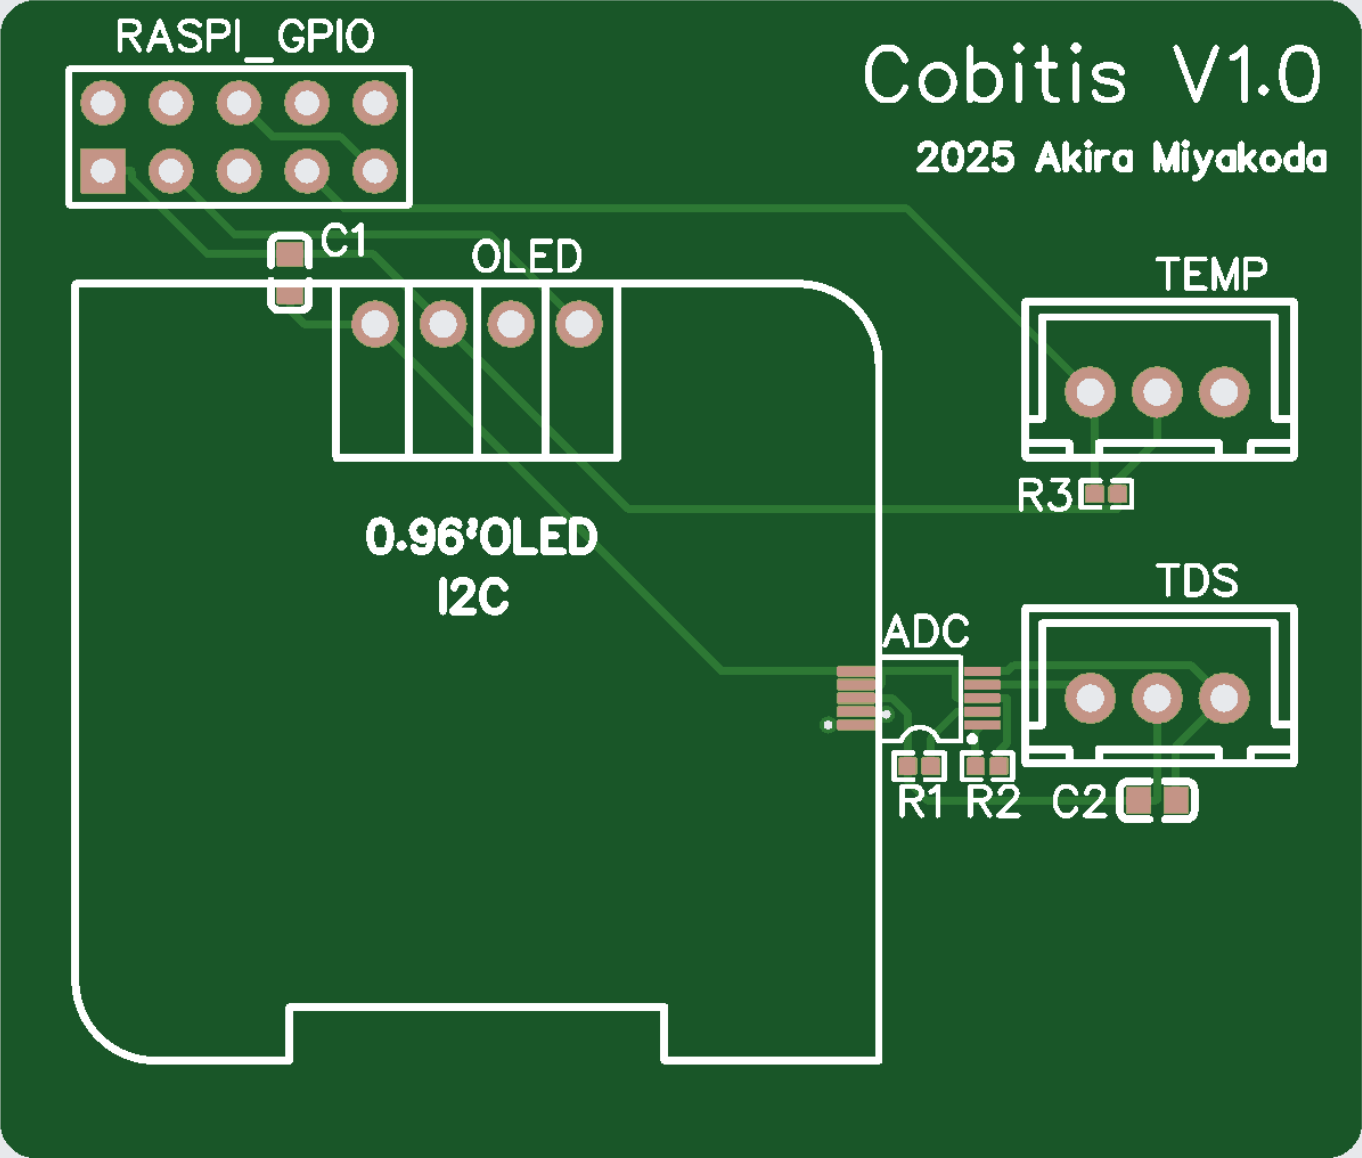 RASPI_GPIO
Cobitis V1.0
2025 Akira Miyakoda
C1
OLED
TEMP
R3
0.96'OLED
I2C
TDS
ADC
R1
R2
C2